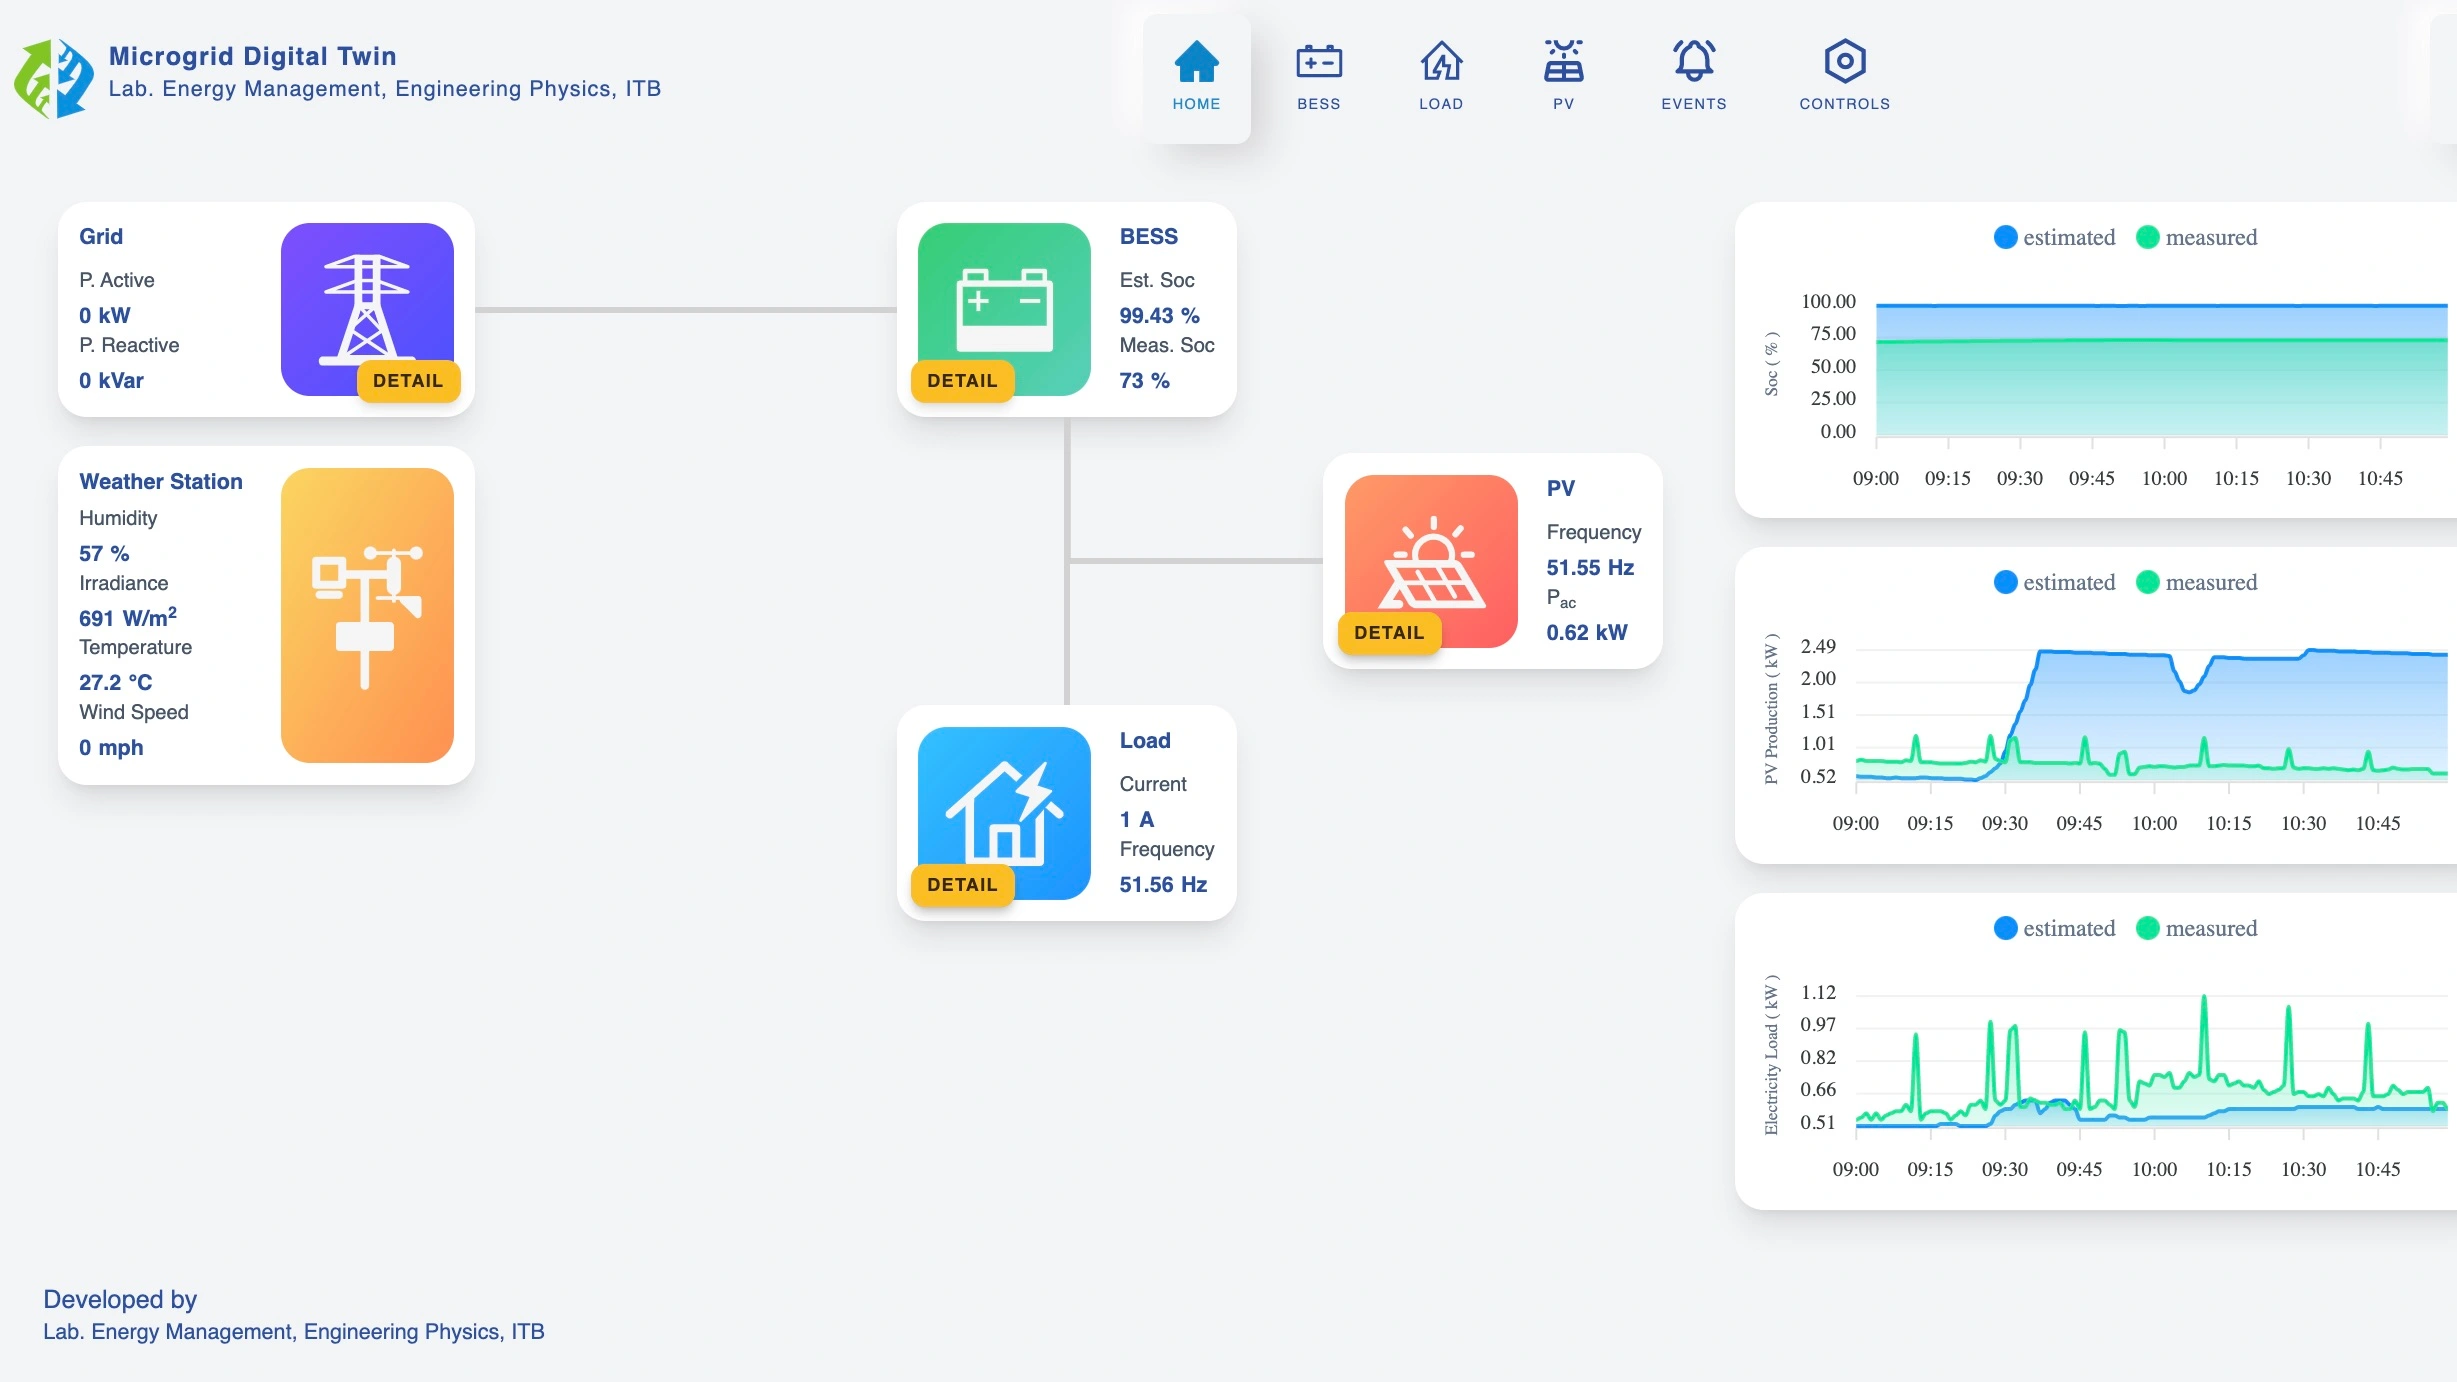 Microgrid Digital Twin
Lab. Energy Management, Engineering Physics, ITB
HOME
BESS
LOAD
PV
EVENTS
CONTROLS
Grid
P. Active
0 kW
P. Reactive
0 kVar
DETAIL
BESS
Est. Soc
99.43 %
Meas. Soc
73 %
DETAIL
Weather Station
Humidity
57 %
Irradiance
691 W/m²
Temperature
27.2 °C
Wind Speed
0 mph
PV
Frequency
51.55 Hz
Pac
0.62 kW
DETAIL
Load
Current
1 A
Frequency
51.56 Hz
DETAIL
estimated measured
Soc ( % )
100.00
75.00
50.00
25.00
0.00
09:00 09:15 09:30 09:45 10:00 10:15 10:30 10:45
estimated measured
PV Production ( kW )
2.49
2.00
1.51
1.01
0.52
09:00 09:15 09:30 09:45 10:00 10:15 10:30 10:45
estimated measured
Electricity Load ( kW )
1.12
0.97
0.82
0.66
0.51
09:00 09:15 09:30 09:45 10:00 10:15 10:30 10:45
Developed by
Lab. Energy Management, Engineering Physics, ITB